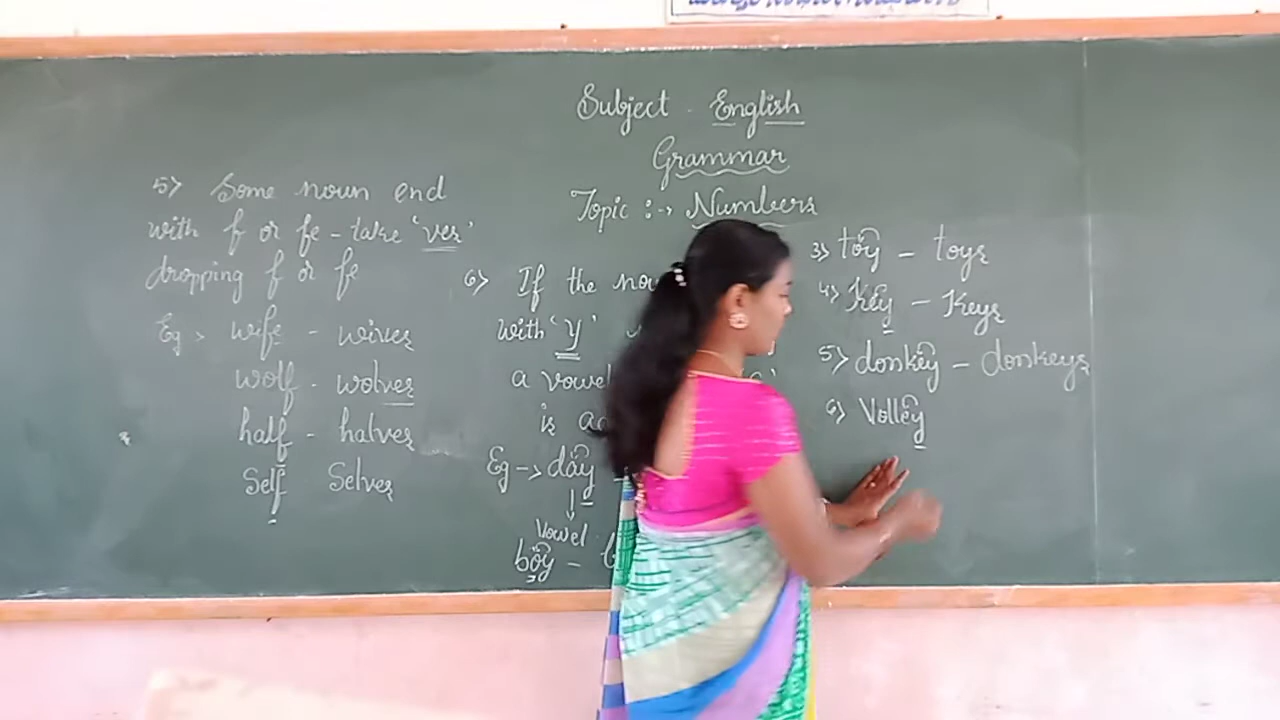 Subject - English
Grammar
Topic :-> Numbers
5> Some noun end
with f or fe - take 'ves'
dropping f or fe
Eg > wife - wives
wolf - wolves
half - halves
Self Selves
6> If the
with 'y'
a vowel
is
Eg -> day
Vowel
boy -
3> toy - toys
4> Key - Keys
5> donkey - donkeys
6> Volley